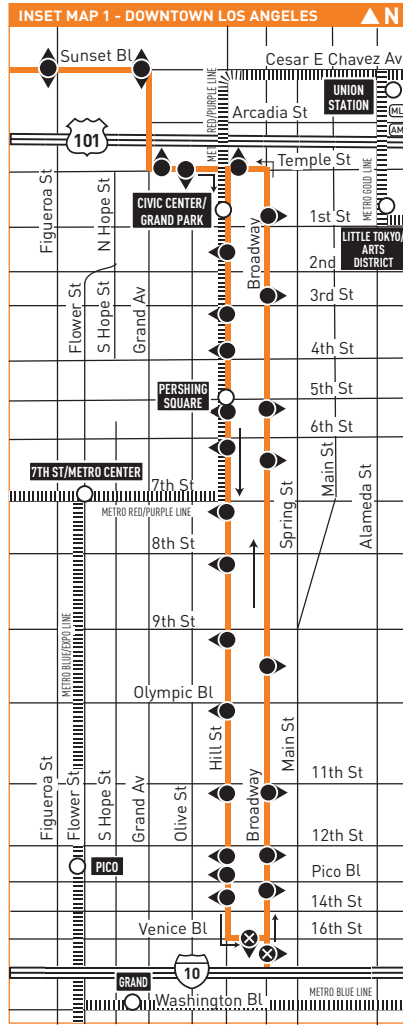 INSET MAP 1 - DOWNTOWN LOS ANGELES
N
Sunset Bl
Cesar E Chavez Av
METRO RED/PURPLE LINE
UNION
STATION
ML
AM
Arcadia St
101
Temple St
METRO GOLD LINE
Figueroa St
N Hope St
CIVIC CENTER/
GRAND PARK
Broadway
1st St
LITTLE TOKYO/
ARTS
DISTRICT
2nd
Flower St
S Hope St
Grand Av
3rd St
4th St
PERSHING
SQUARE
5th St
6th St
7TH ST/METRO CENTER
7th St
METRO RED/PURPLE LINE
Spring St
Main St
Alameda St
8th St
9th St
METRO BLUE/EXPO LINE
Olympic Bl
Figueroa St
Flower St
S Hope St
Grand Av
Olive St
Hill St
Broadway
Main St
11th St
12th St
PICO
Pico Bl
14th St
Venice Bl
16th St
10
GRAND
METRO BLUE LINE
Washington Bl